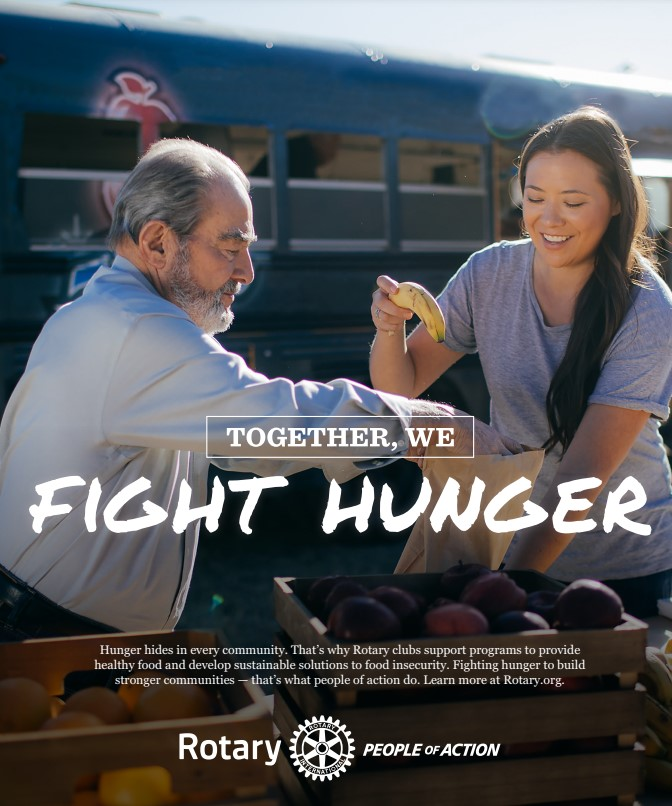 TOGETHER, WE
FIGHT HUNGER
Hunger hides in every community. That’s why Rotary clubs support programs to provide
healthy food and develop sustainable solutions to food insecurity. Fighting hunger to build
stronger communities — that’s what people of action do. Learn more at Rotary.org.
Rotary
ROTARY
INTERNATIONAL
PEOPLE OF ACTION